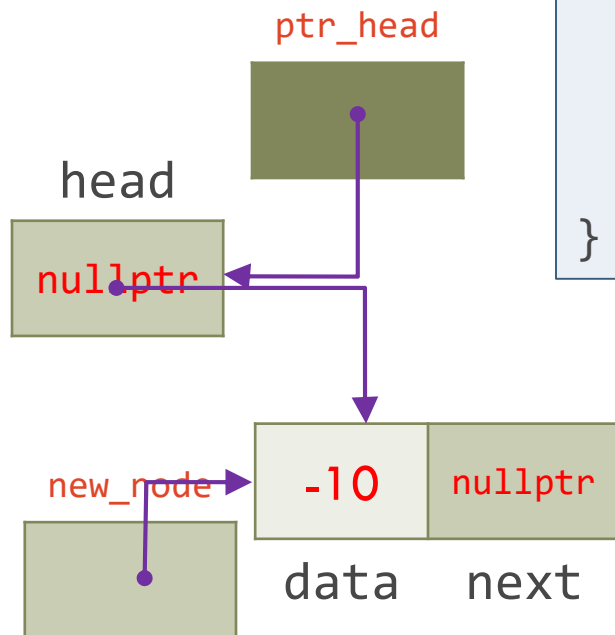 ptr_head
head
}
nullptr
new_node
-10 nullptr
data next